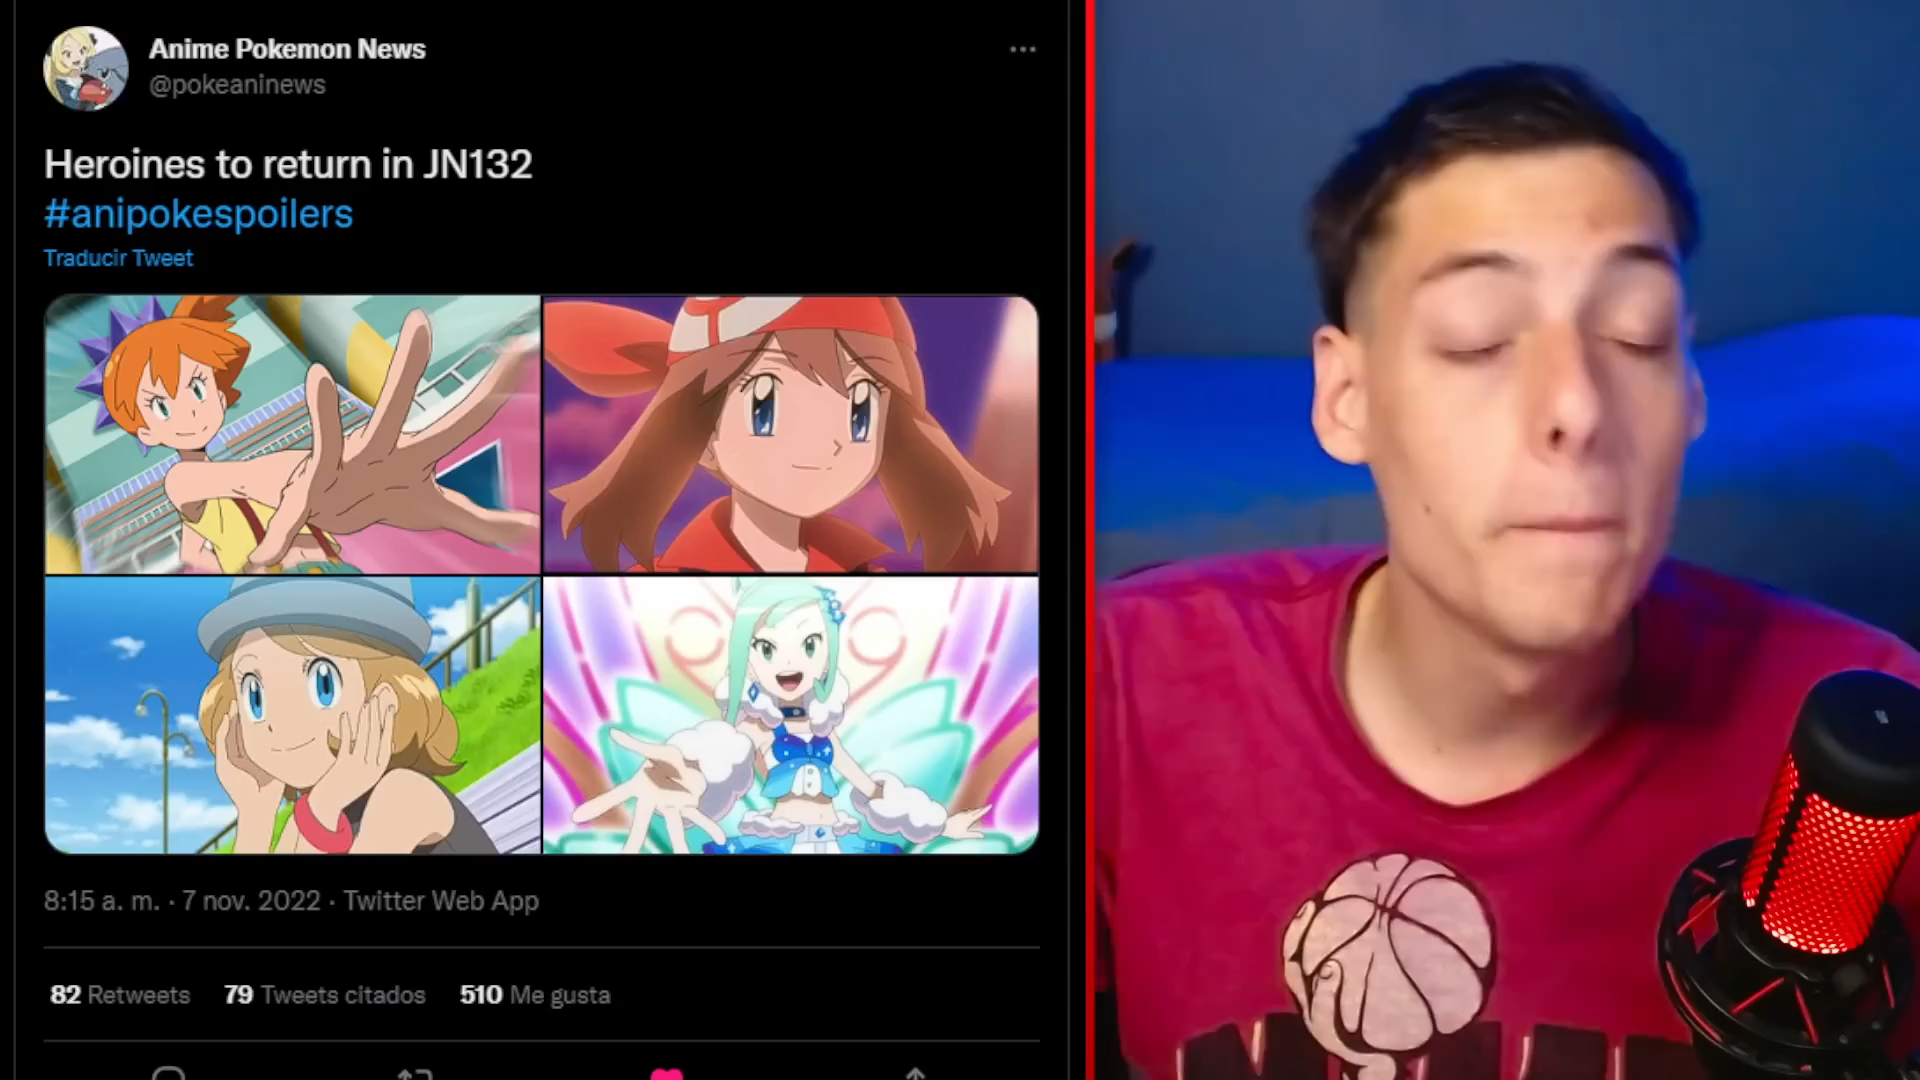 Anime Pokemon News
@pokeaninews
Heroines to return in JN132
#anipokespoilers
Traducir Tweet
8:15 a. m. · 7 nov. 2022 · Twitter Web App
82 Retweets 79 Tweets citados 510 Me gusta